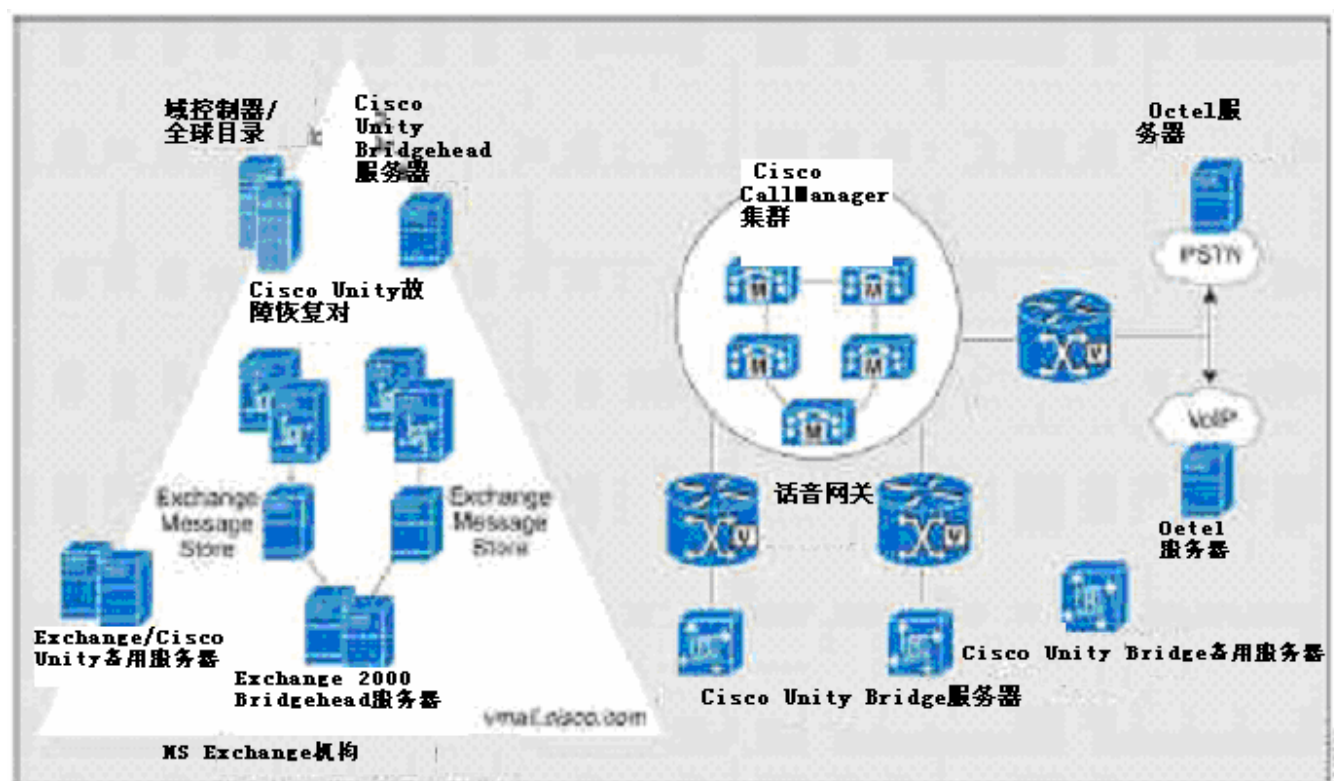 域控制器/
全球目录
Cisco
Unity
Bridgehead
服务器
Cisco Unity故
障恢复对
Exchange
Message
Store
Exchange
Message
Store
Exchange/Cisco
Unity备用服务器
Exchange 2000
Bridgehead服务器
vmail.cisco.com
MS Exchange机构
Cisco
CallManager
集群
M
M
M
M
M
话音网关
V
V
V
Cisco Unity Bridge服务器
Octel服
务器
PSTN
VoIP
Oetel
服务器
Cisco Unity Bridge备用服务器